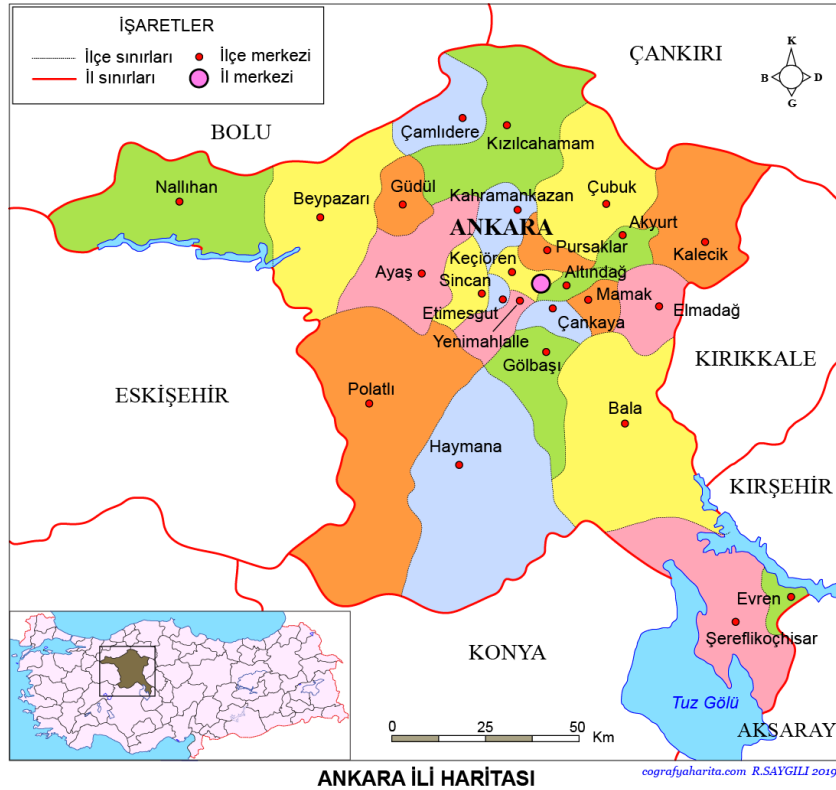 İŞARETLER
İlçe sınırları
İlçe merkezi
İl sınırları
İl merkezi
ÇANKIRI
K
B
D
G
BOLU
Çamlıdere
Kızılcahamam
Nallıhan
Beypazarı
Güdül
Kahramankazan
Çubuk
ANKARA
Akyurt
Pursaklar
Kalecik
Keçiören
Ayaş
Altındağ
Sincan
Mamak
Etimesgut
Elmadağ
Çankaya
Yenimahlalle
Gölbaşı
KIRIKKALE
ESKİŞEHİR
Polatlı
Bala
Haymana
KIRŞEHİR
Evren
Şereflikoçhisar
KONYA
Tuz Gölü
AKSARAY
0 25 50
Km
ANKARA İLİ HARİTASI
cografyaharita.com R.SAYGILI 2019